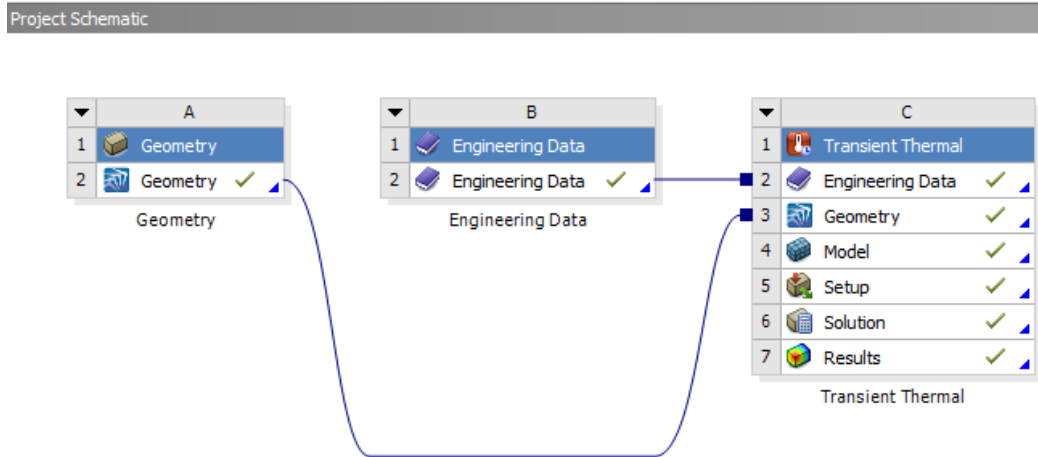 Project Schematic
A
1 Geometry
2 Geometry
Geometry
B
1 Engineering Data
2 Engineering Data
Engineering Data
C
1 Transient Thermal
2 Engineering Data
3 Geometry
4 Model
5 Setup
6 Solution
7 Results
Transient Thermal